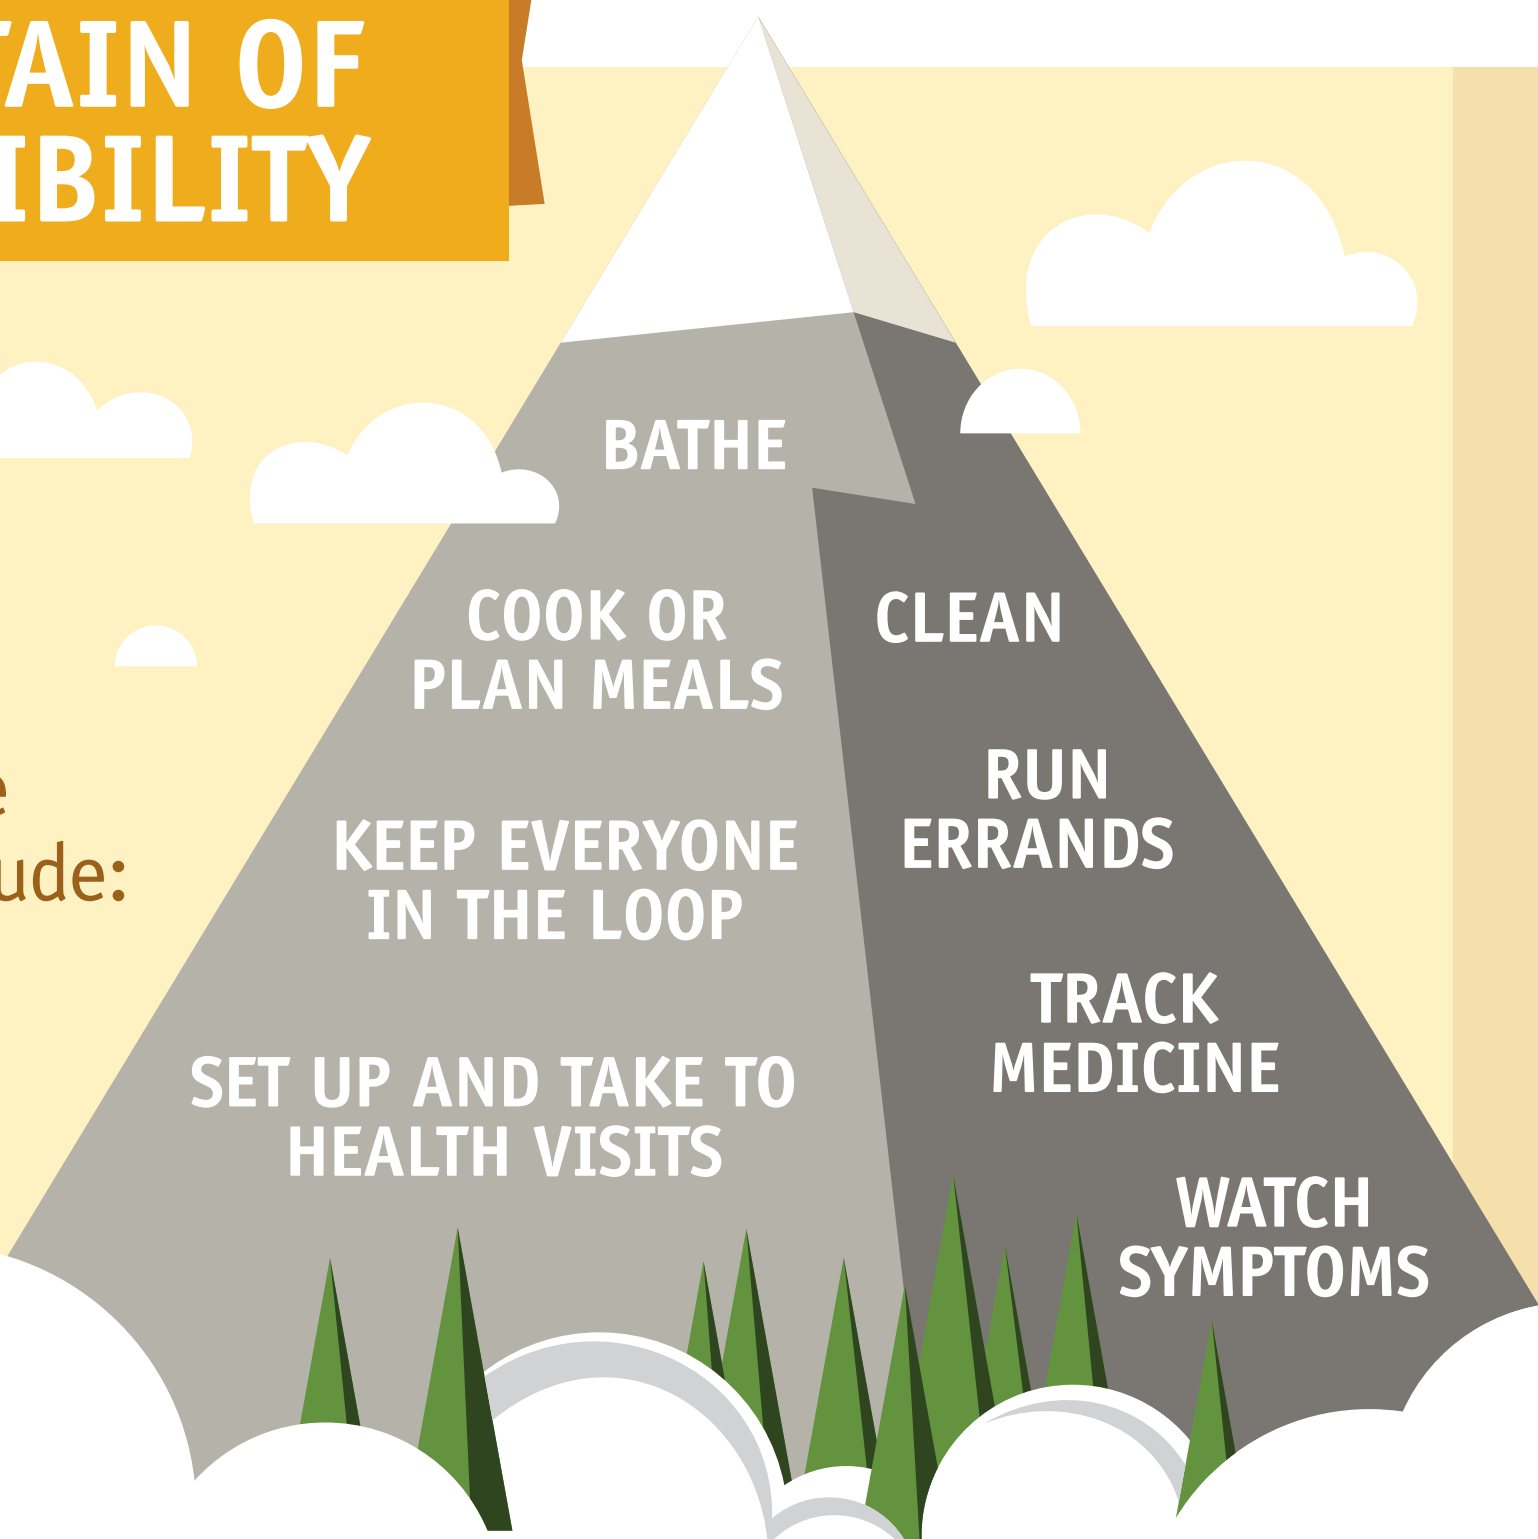 TAIN OF
IBILITY
BATHE
COOK OR
PLAN MEALS
CLEAN
RUN
ERRANDS
KEEP EVERYONE
IN THE LOOP
e
ude:
TRACK
MEDICINE
SET UP AND TAKE TO
HEALTH VISITS
WATCH
SYMPTOMS